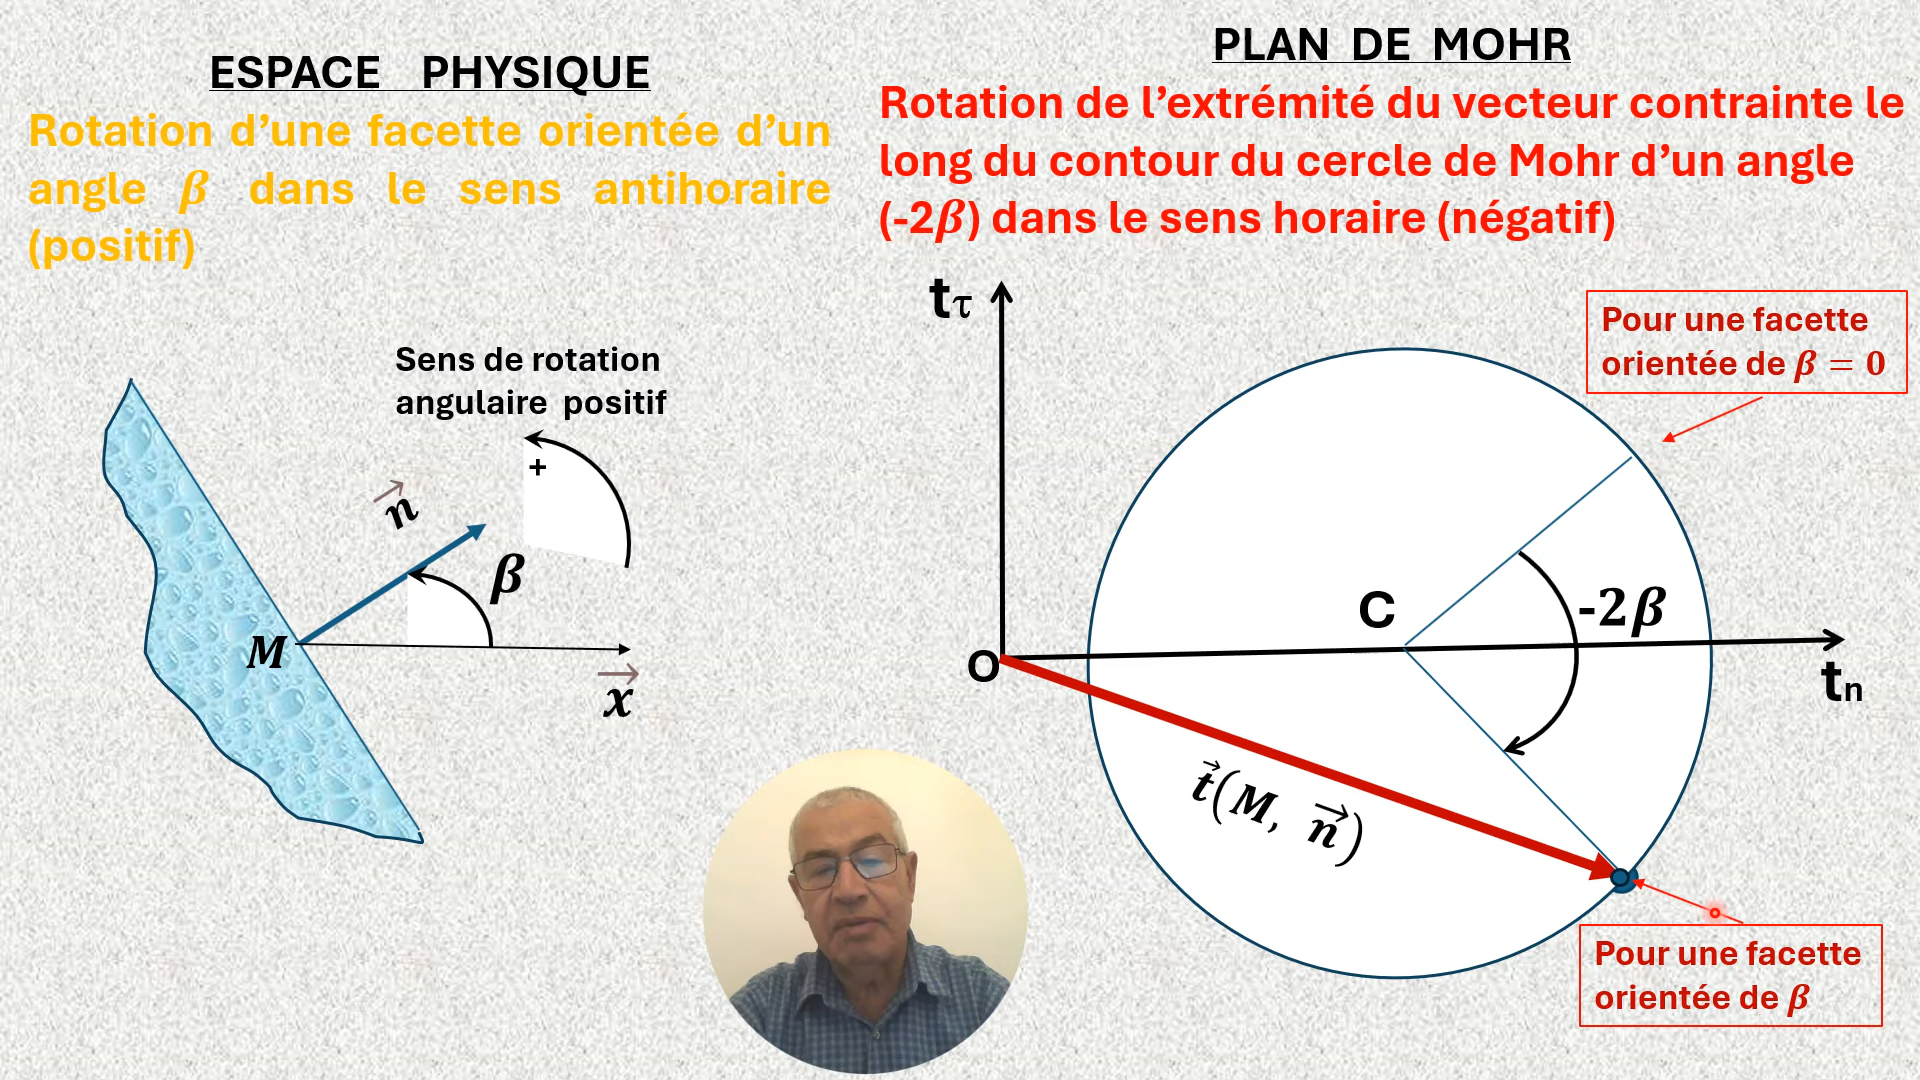 ESPACE PHYSIQUE
Rotation d’une facette orientée d’un
angle β dans le sens antihoraire
(positif)
Sens de rotation
angulaire positif
+
n
β
M
x
PLAN DE MOHR
Rotation de l’extrémité du vecteur contrainte le
long du contour du cercle de Mohr d’un angle
(-2β) dans le sens horaire (négatif)
tτ
Pour une facette
orientée de β = 0
C
-2β
O
tn
t⃗(M, n⃗)
Pour une facette
orientée de β